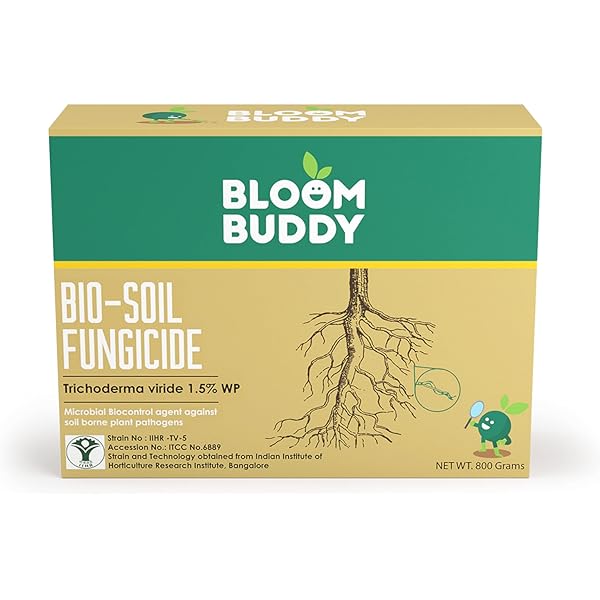 BLOOM
BUDDY
BLOOM
BUDDY
BIO-SOIL
FUNGICIDE
Trichoderma viride 1.5% WP
Microbial Biocontrol agent against
soil borne plant pathogens
Strain No : IIHR -TV-5
Accession No.: ITCC No.6889
Strain and Technology obtained from Indian Institute of
Horticulture Research Institute, Bangalore
NET WT. 800 Grams